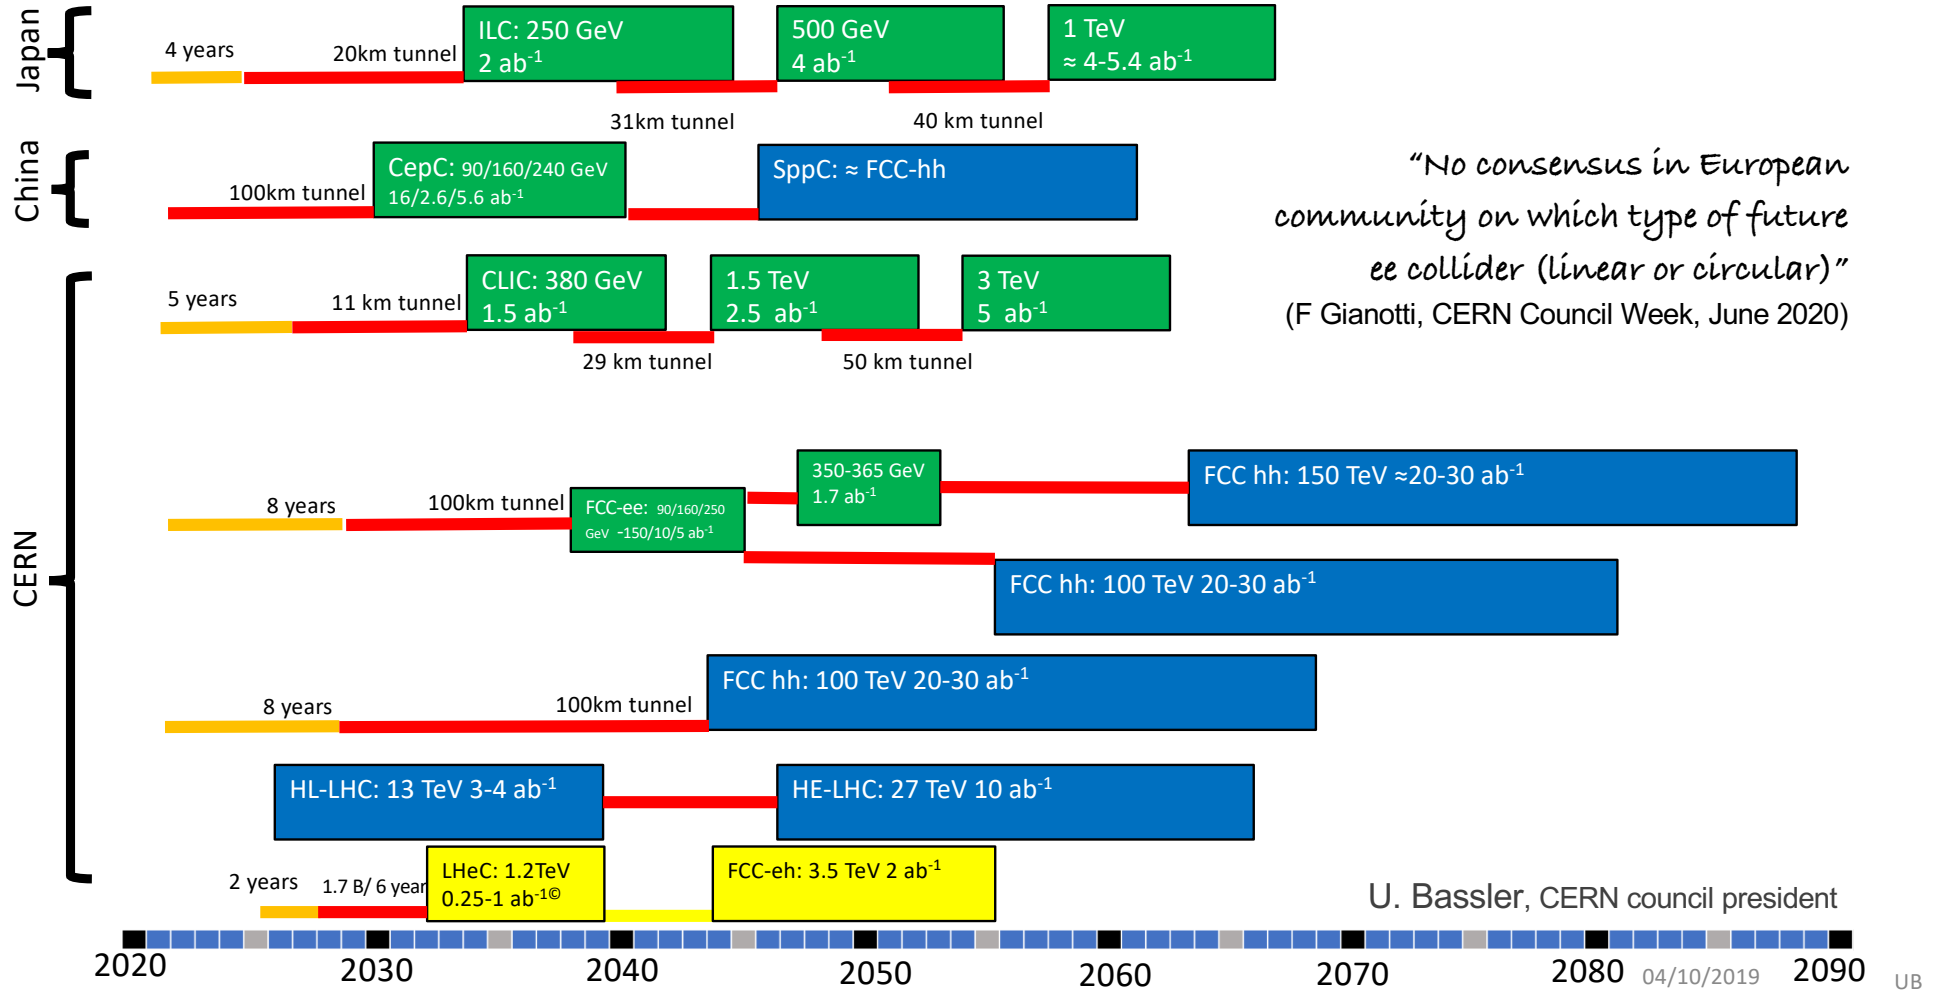 Japan
4 years
20km tunnel
ILC: 250 GeV
2 ab⁻¹
500 GeV
4 ab⁻¹
1 TeV
≈ 4-5.4 ab⁻¹
31km tunnel
40 km tunnel
China
100km tunnel
CepC: 90/160/240 GeV
16/2.6/5.6 ab⁻¹
SppC: ≈ FCC-hh
“No consensus in European
community on which type of future
ee collider (linear or circular)”
(F Gianotti, CERN Council Week, June 2020)
CERN
5 years
11 km tunnel
CLIC: 380 GeV
1.5 ab⁻¹
1.5 TeV
2.5 ab⁻¹
3 TeV
5 ab⁻¹
29 km tunnel
50 km tunnel
8 years
100km tunnel
FCC-ee: 90/160/250
GeV -150/10/5 ab⁻¹
350-365 GeV
1.7 ab⁻¹
FCC hh: 150 TeV ≈20-30 ab⁻¹
FCC hh: 100 TeV 20-30 ab⁻¹
8 years
100km tunnel
FCC hh: 100 TeV 20-30 ab⁻¹
HL-LHC: 13 TeV 3-4 ab⁻¹
HE-LHC: 27 TeV 10 ab⁻¹
2 years
1.7 B/ 6 year
LHeC: 1.2TeV
0.25-1 ab⁻¹©
FCC-eh: 3.5 TeV 2 ab⁻¹
U. Bassler, CERN council president
2020
2030
2040
2050
2060
2070
2080
04/10/2019
2090
UB